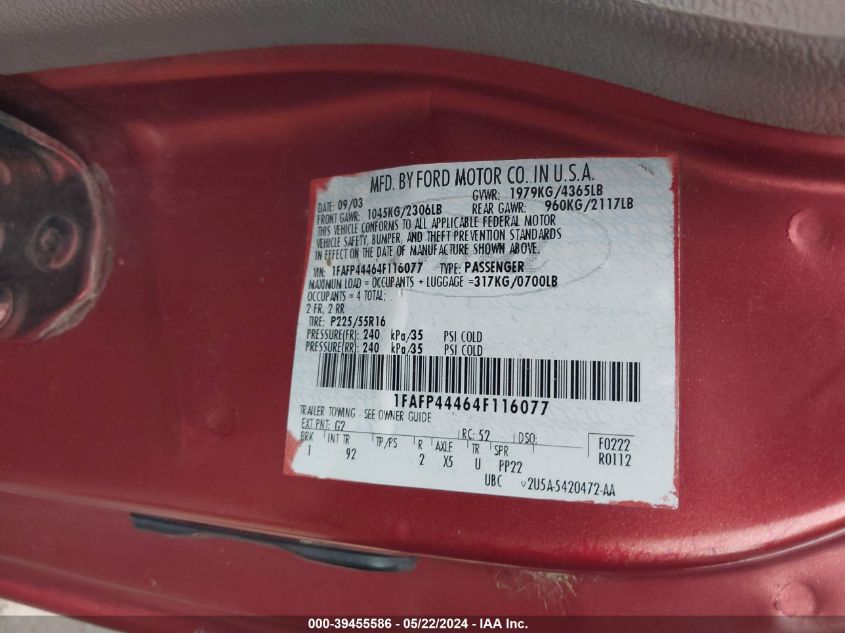 MFD. BY FORD MOTOR CO. IN U.S.A.
DATE: 09/03 GVWR: 1979KG/4365LB
FRONT GAWR: 1045KG/2306LB REAR GAWR: 960KG/2117LB
THIS VEHICLE CONFORMS TO ALL APPLICABLE FEDERAL MOTOR
VEHICLE SAFETY, BUMPER, AND THEFT PREVENTION STANDARDS
IN EFFECT ON THE DATE OF MANUFACTURE SHOWN ABOVE.
VIN: 1FAFP44464F116077 TYPE: PASSENGER
MAXIMUM LOAD = OCCUPANTS + LUGGAGE =317KG/0700LB
OCCUPANTS = 4 TOTAL;
2 FR, 2 RR
TIRE: P225/55R16
PRESSURE(FR): 240 kPa/35 PSI COLD
PRESSURE(RR): 240 kPa/35 PSI COLD
1FAFP44464F116077
TRAILER TOWING - SEE OWNER GUIDE
EXT PNT: G2 RC: 52 DSO: F0222
BRK INT TR TP/PS R AXLE TR SPR R0112
1 92 2 X5 U PP22
UBC v2U5A-5420472-AA
000-39455586 - 05/22/2024 - IAA Inc.